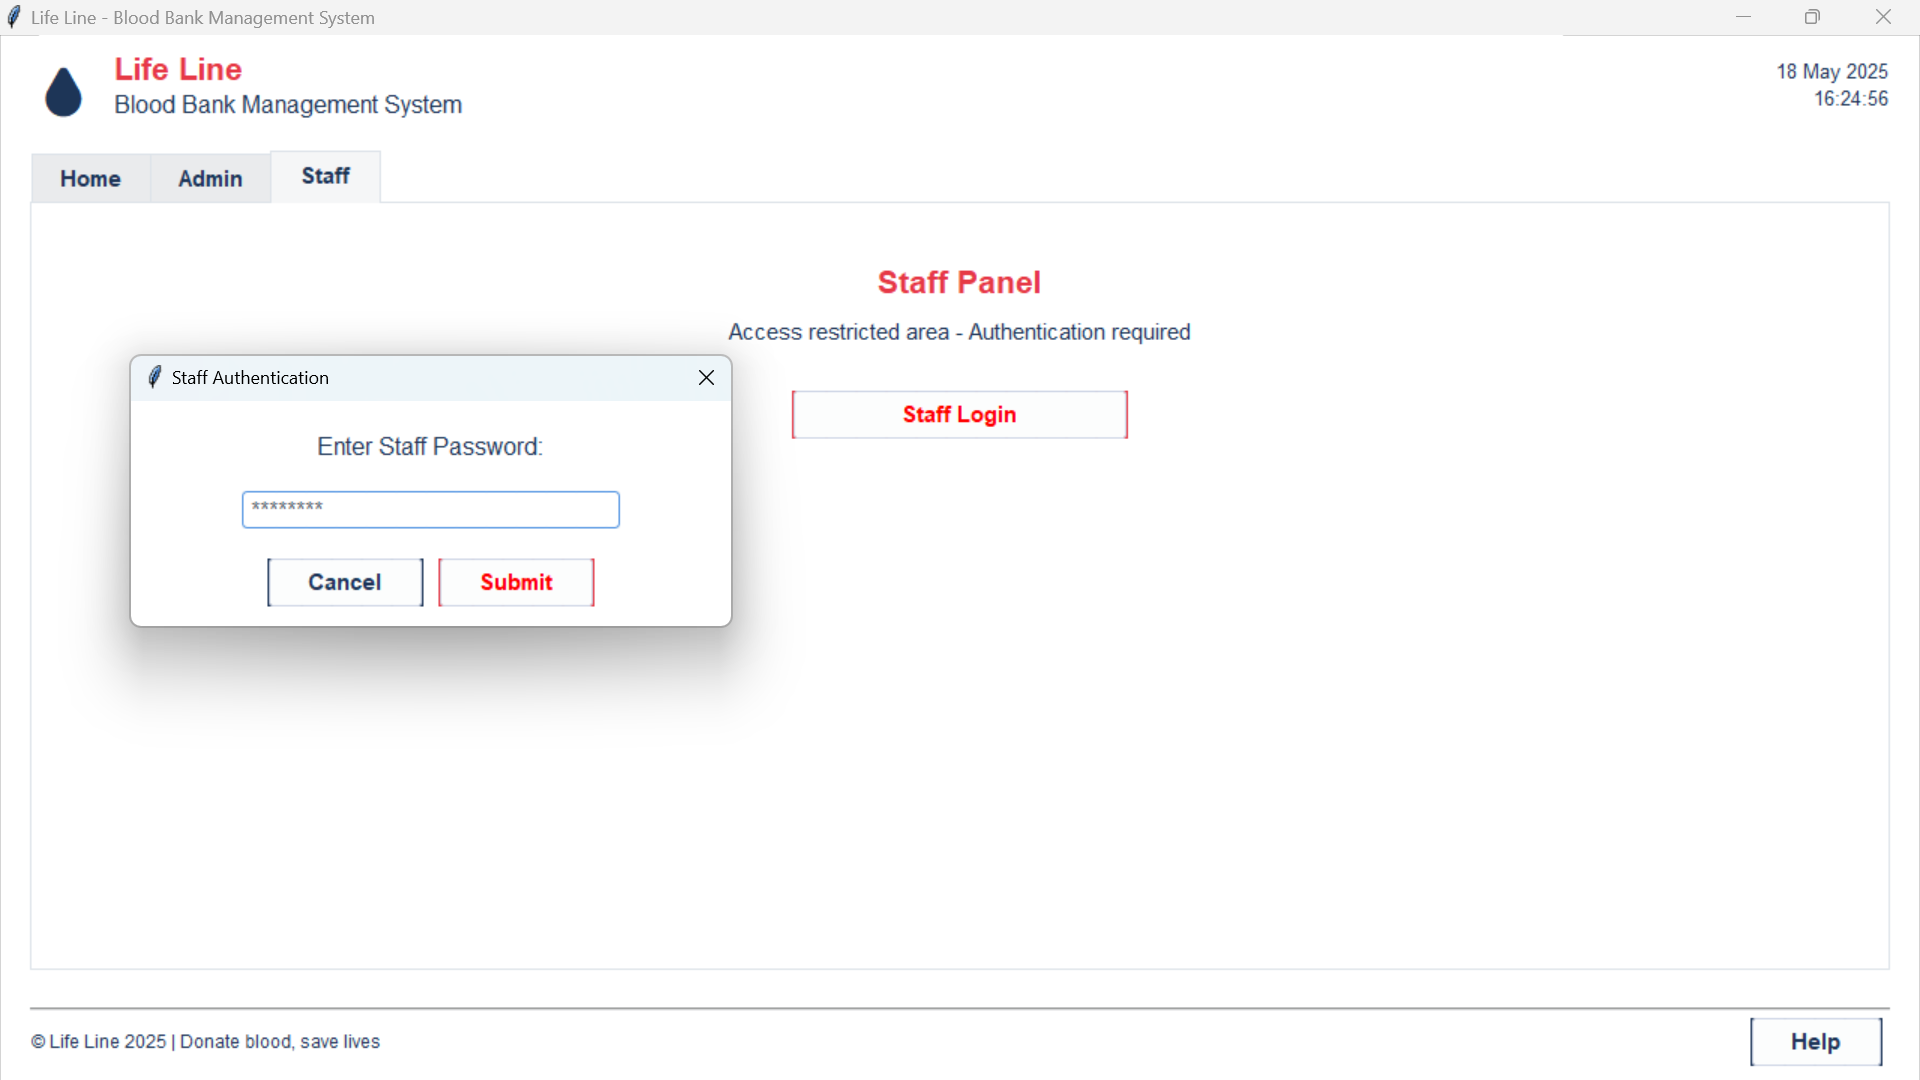 Life Line - Blood Bank Management System
Life Line
Blood Bank Management System
18 May 2025
16:24:56
Home
Admin
Staff
Staff Panel
Access restricted area - Authentication required
Staff Login
Staff Authentication
Enter Staff Password:
********
Cancel
Submit
© Life Line 2025 | Donate blood, save lives
Help